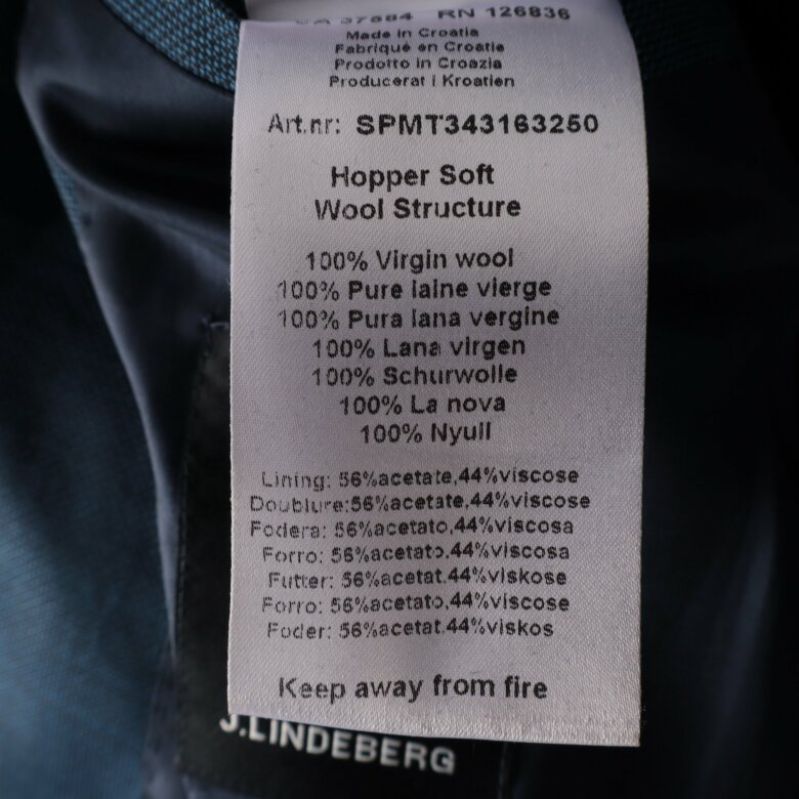 CA 37884 RN 126836
Made in Croatia
Fabriqué en Croatie
Prodotto in Croazia
Producerat i Kroatien
Art.nr: SPMT343163250
Hopper Soft
Wool Structure
100% Virgin wool
100% Pure laine vierge
100% Pura lana vergine
100% Lana virgen
100% Schurwolle
100% La nova
100% Nyull
Lining: 56%acetate,44%viscose
Doublure:56%acetate,44%viscose
Fodera: 56%acetato,44%viscosa
Forro: 56%acetato,44%viscosa
Futter: 56%acetat.44%viskose
Forro: 56%acetato,44%viscose
Foder: 56%acetat.44%viskos
Keep away from fire
J.LINDEBERG